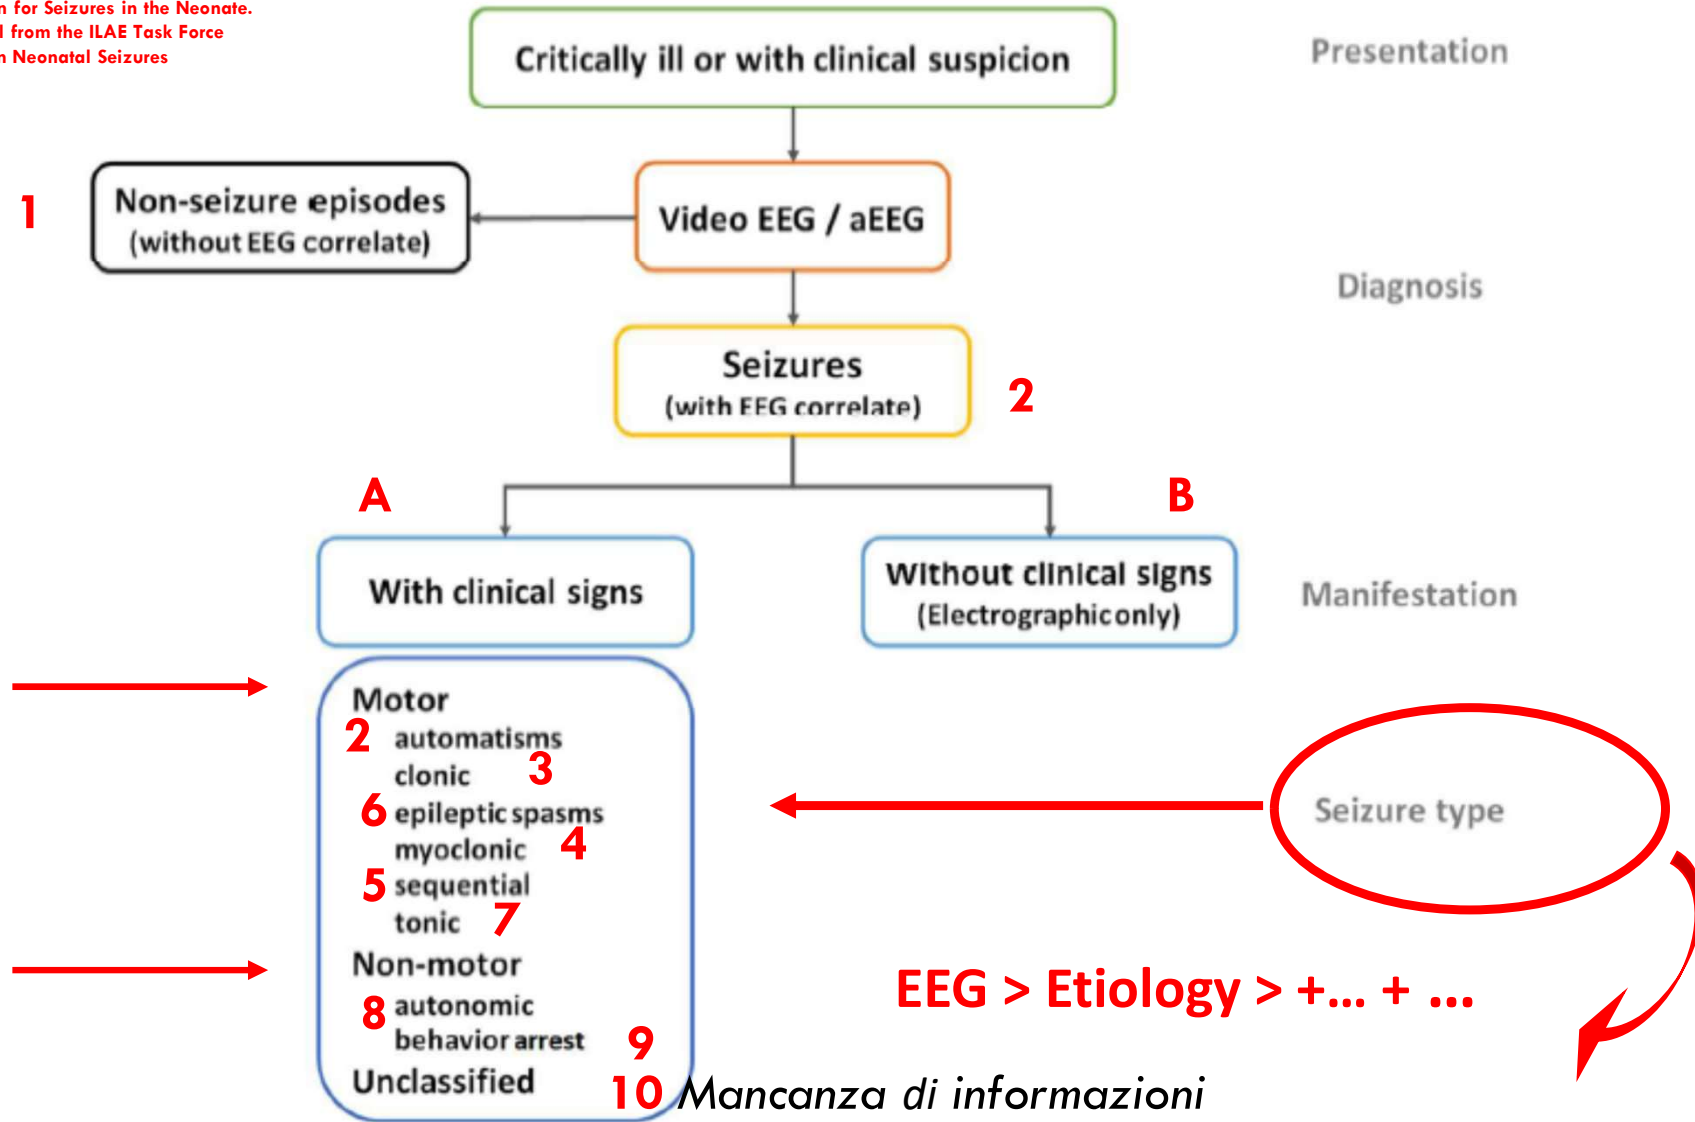 n for Seizures in the Neonate.
l from the ILAE Task Force
n Neonatal Seizures
Critically ill or with clinical suspicion
Presentation
1
Non-seizure episodes
(without EEG correlate)
Video EEG / aEEG
Diagnosis
Seizures
(with EEG correlate)
2
A
B
With clinical signs
Without clinical signs
(Electrographic only)
Manifestation
Motor
2 automatisms
clonic 3
6 epileptic spasms
myoclonic 4
5 sequential
tonic 7
Seizure type
Non-motor
8 autonomic
behavior arrest 9
EEG > Etiology > +... + ...
Unclassified 10 Mancanza di informazioni